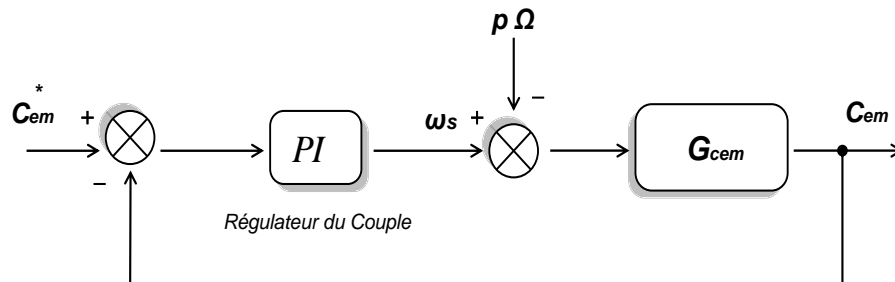 p Ω
*
Cem
+
–
PI
ωs
+
–
Gcem
Cem
Régulateur du Couple